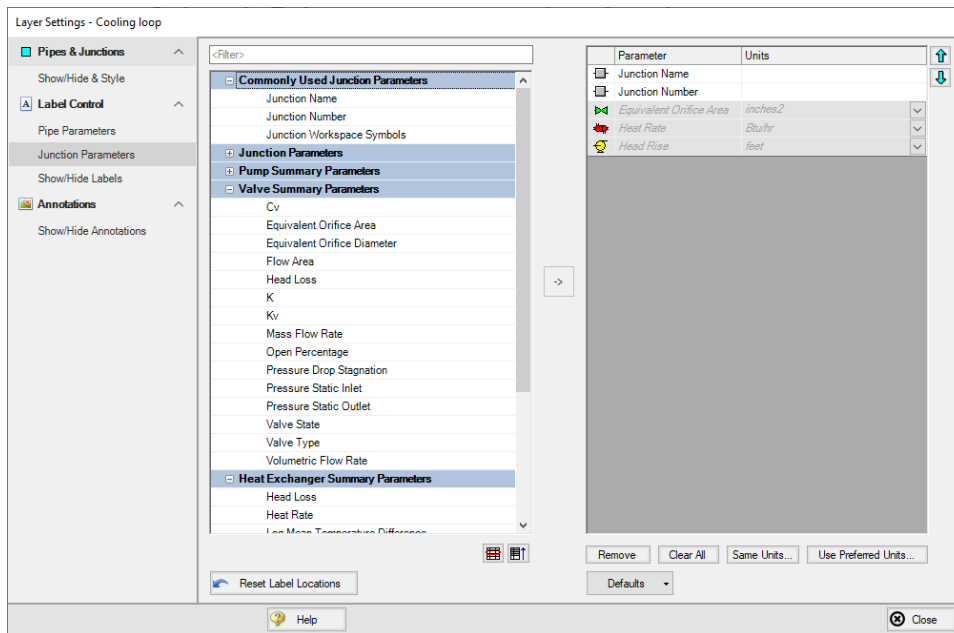 Layer Settings - Cooling loop
Pipes & Junctions
Show/Hide & Style
A Label Control
Pipe Parameters
Junction Parameters
Show/Hide Labels
Annotations
Show/Hide Annotations
<Filter>
Commonly Used Junction Parameters
Junction Name
Junction Number
Junction Workspace Symbols
Junction Parameters
Pump Summary Parameters
Valve Summary Parameters
Cv
Equivalent Orifice Area
Equivalent Orifice Diameter
Flow Area
Head Loss
K
Kv
Mass Flow Rate
Open Percentage
Pressure Drop Stagnation
Pressure Static Inlet
Pressure Static Outlet
Valve State
Valve Type
Volumetric Flow Rate
Heat Exchanger Summary Parameters
Head Loss
Heat Rate
Log Mean Temperature Difference
Reset Label Locations
->
Parameter Units
Junction Name
Junction Number
Equivalent Orifice Area inches2
Heat Rate Btu/hr
Head Rise feet
Remove Clear All Same Units... Use Preferred Units...
Defaults
Help
Close